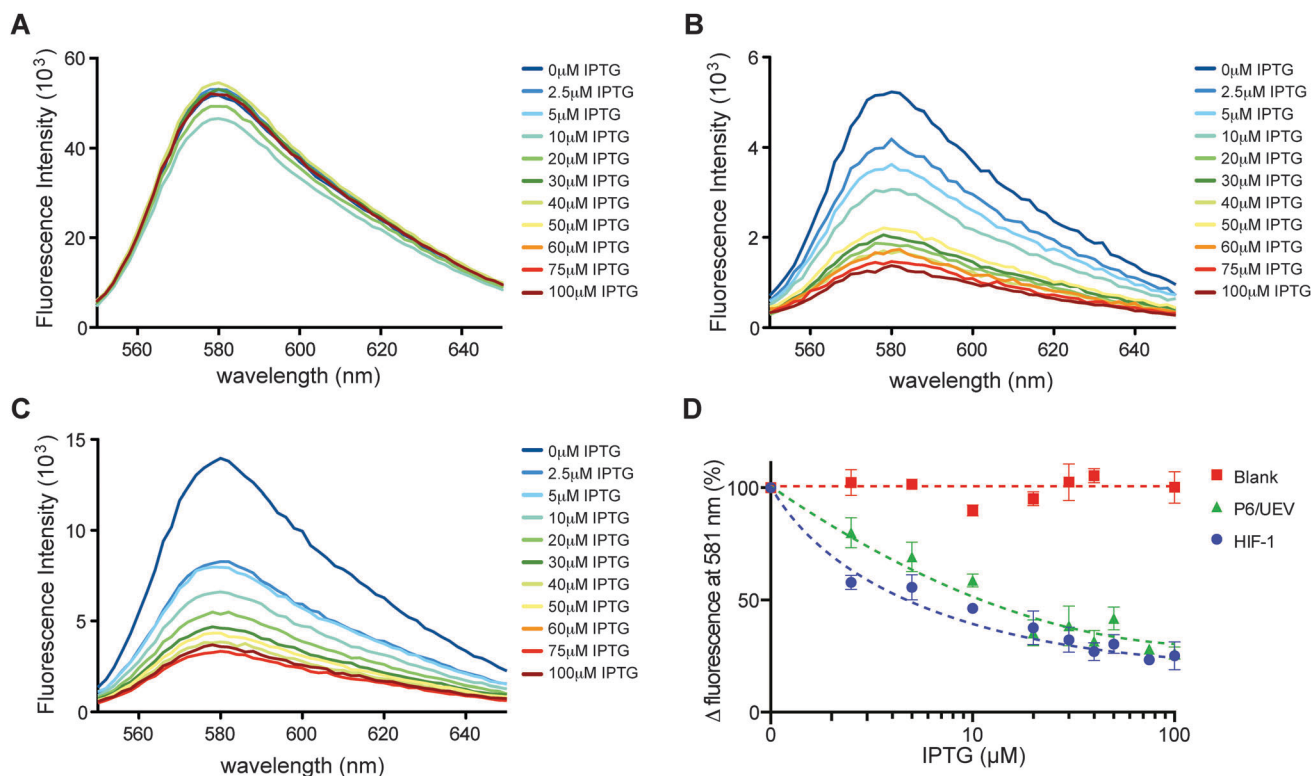 A
Fluorescence Intensity (10³)
60
40
20
0
560 580 600 620 640
wavelength (nm)
0μM IPTG
2.5μM IPTG
5μM IPTG
10μM IPTG
20μM IPTG
30μM IPTG
40μM IPTG
50μM IPTG
60μM IPTG
75μM IPTG
100μM IPTG
B
Fluorescence Intensity (10³)
6
4
2
0
560 580 600 620 640
wavelength (nm)
0μM IPTG
2.5μM IPTG
5μM IPTG
10μM IPTG
20μM IPTG
30μM IPTG
40μM IPTG
50μM IPTG
60μM IPTG
75μM IPTG
100μM IPTG
C
Fluorescence Intensity (10³)
15
10
5
0
560 580 600 620 640
wavelength (nm)
0μM IPTG
2.5μM IPTG
5μM IPTG
10μM IPTG
20μM IPTG
30μM IPTG
40μM IPTG
50μM IPTG
60μM IPTG
75μM IPTG
100μM IPTG
D
Δ fluorescence at 581 nm (%)
100
50
0
0 10 100
IPTG (μM)
Blank
P6/UEV
HIF-1